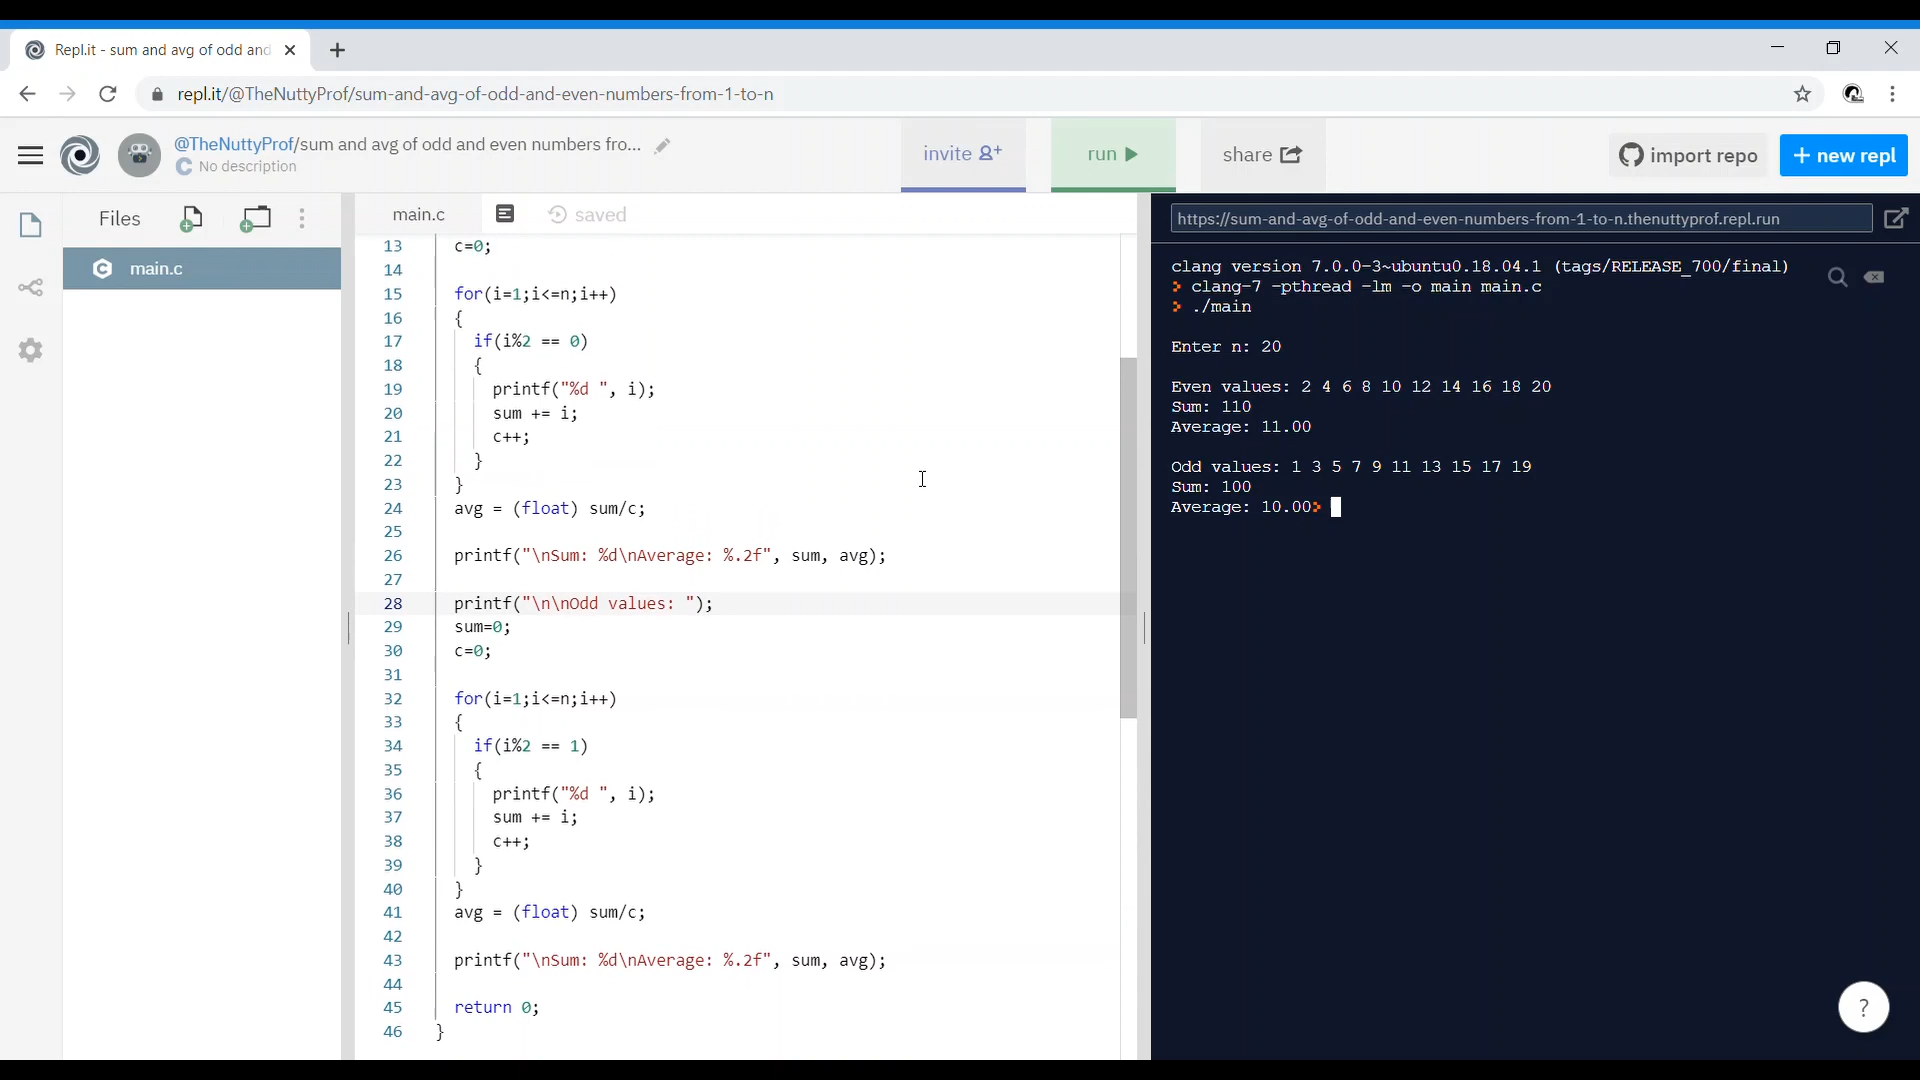 Repl.it - sum and avg of odd and
repl.it/@TheNuttyProf/sum-and-avg-of-odd-and-even-numbers-from-1-to-n
@TheNuttyProf/sum and avg of odd and even numbers fro...
No description
invite
run
share
import repo
+ new repl
Files
main.c
main.c
saved
https://sum-and-avg-of-odd-and-even-numbers-from-1-to-n.thenuttyprof.repl.run
13 c=0;
14
15 for(i=1;i<=n;i++)
16 {
17 if(i%2 == 0)
18 {
19 printf("%d ", i);
20 sum += i;
21 c++;
22 }
23 }
24 avg = (float) sum/c;
25
26 printf("\nSum: %d\nAverage: %.2f", sum, avg);
27
28 printf("\n\nOdd values: ");
29 sum=0;
30 c=0;
31
32 for(i=1;i<=n;i++)
33 {
34 if(i%2 == 1)
35 {
36 printf("%d ", i);
37 sum += i;
38 c++;
39 }
40 }
41 avg = (float) sum/c;
42
43 printf("\nSum: %d\nAverage: %.2f", sum, avg);
44
45 return 0;
46 }
clang version 7.0.0-3~ubuntu0.18.04.1 (tags/RELEASE_700/final)
> clang-7 -pthread -lm -o main main.c
> ./main
Enter n: 20
Even values: 2 4 6 8 10 12 14 16 18 20
Sum: 110
Average: 11.00
Odd values: 1 3 5 7 9 11 13 15 17 19
Sum: 100
Average: 10.00>
?